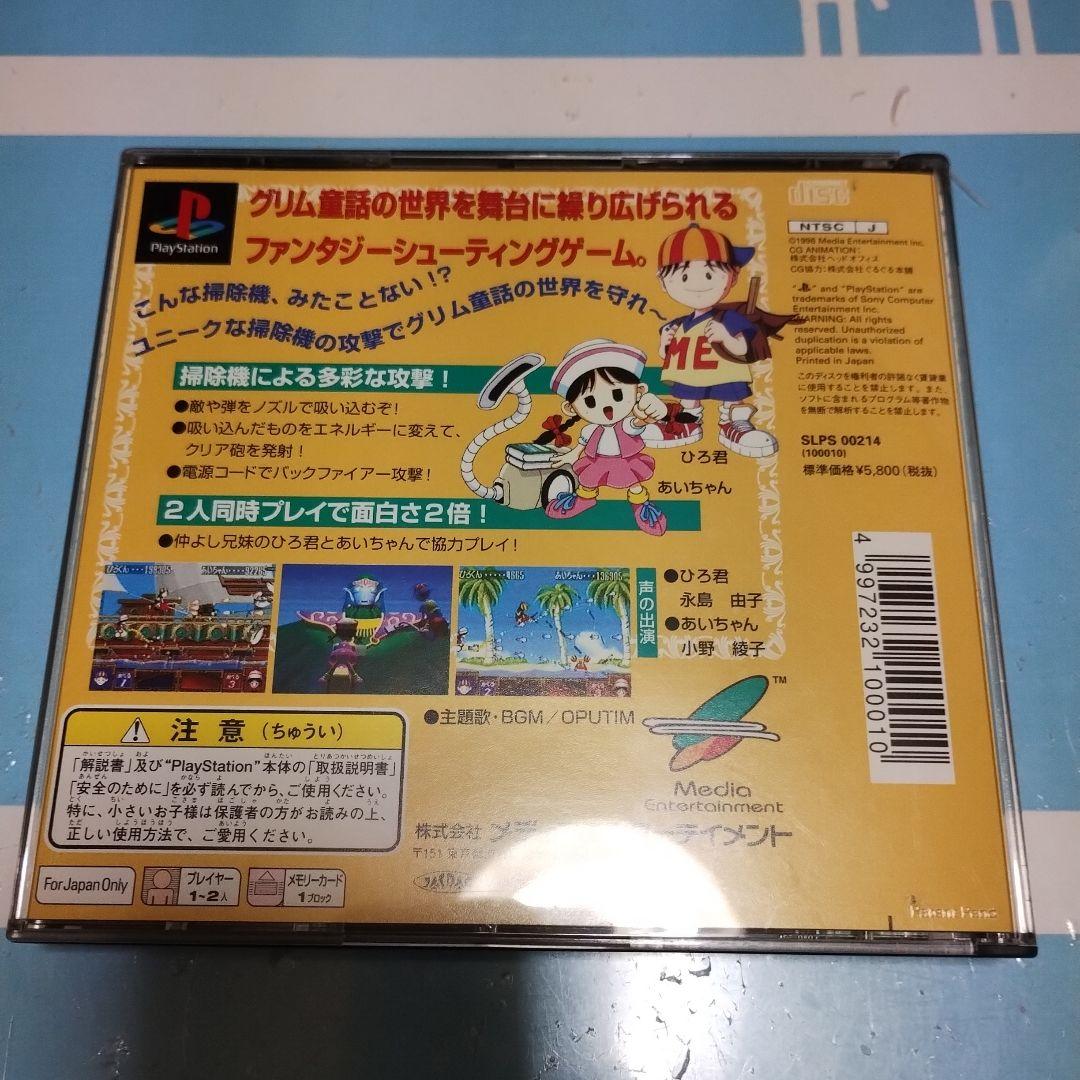 PlayStation
グリム童話の世界を舞台に繰り広げられる
ファンタジーシューティングゲーム。
こんな掃除機、みたことない!?
ユニークな掃除機の攻撃でグリム童話の世界を守れ〜
掃除機による多彩な攻撃！
●敵や弾をノズルで吸い込むぞ！
●吸い込んだものをエネルギーに変えて、
クリア砲を発射！
●電源コードでバックファイアー攻撃！
ME
ひろ君
あいちゃん
2人同時プレイで面白さ2倍！
●仲よし兄妹のひろ君とあいちゃんで協力プレイ！
声の出演
●ひろ君
永島 由子
●あいちゃん
小野 綾子
●主題歌・BGM／OPUTIM
disc
NTSC J
©1996 Media Entertainment Inc.
CG ANIMATION:
株式会社ヘッドオフィス
CG協力:株式会社ぐるぐる本舗
" " and "PlayStation" are
trademarks of Sony Computer
Entertainment Inc.
WARNING: All rights
reserved. Unauthorized
duplication is a violation of
applicable laws.
Printed in Japan
このディスクを権利者の許諾なく賃貸業
に使用することを禁止します。また、
ソフトに含まれるプログラム等著作物
を無断で解析することを禁止します。
SLPS 00214
(100010)
標準価格¥5,800(税抜)
4 997232 100010
TM
Media
Entertainment
株式会社
テイメント
〒151 東京都
注意（ちゅうい）
「解説書」及び"PlayStation"本体の「取扱説明書」
「安全のために」を必ず読んでから、ご使用ください。
特に、小さいお子様は保護者の方がお読みの上、
正しい使用方法で、ご愛用ください。
For Japan Only
プレイヤー
1〜2人
メモリーカード
1ブロック
Patent Pend